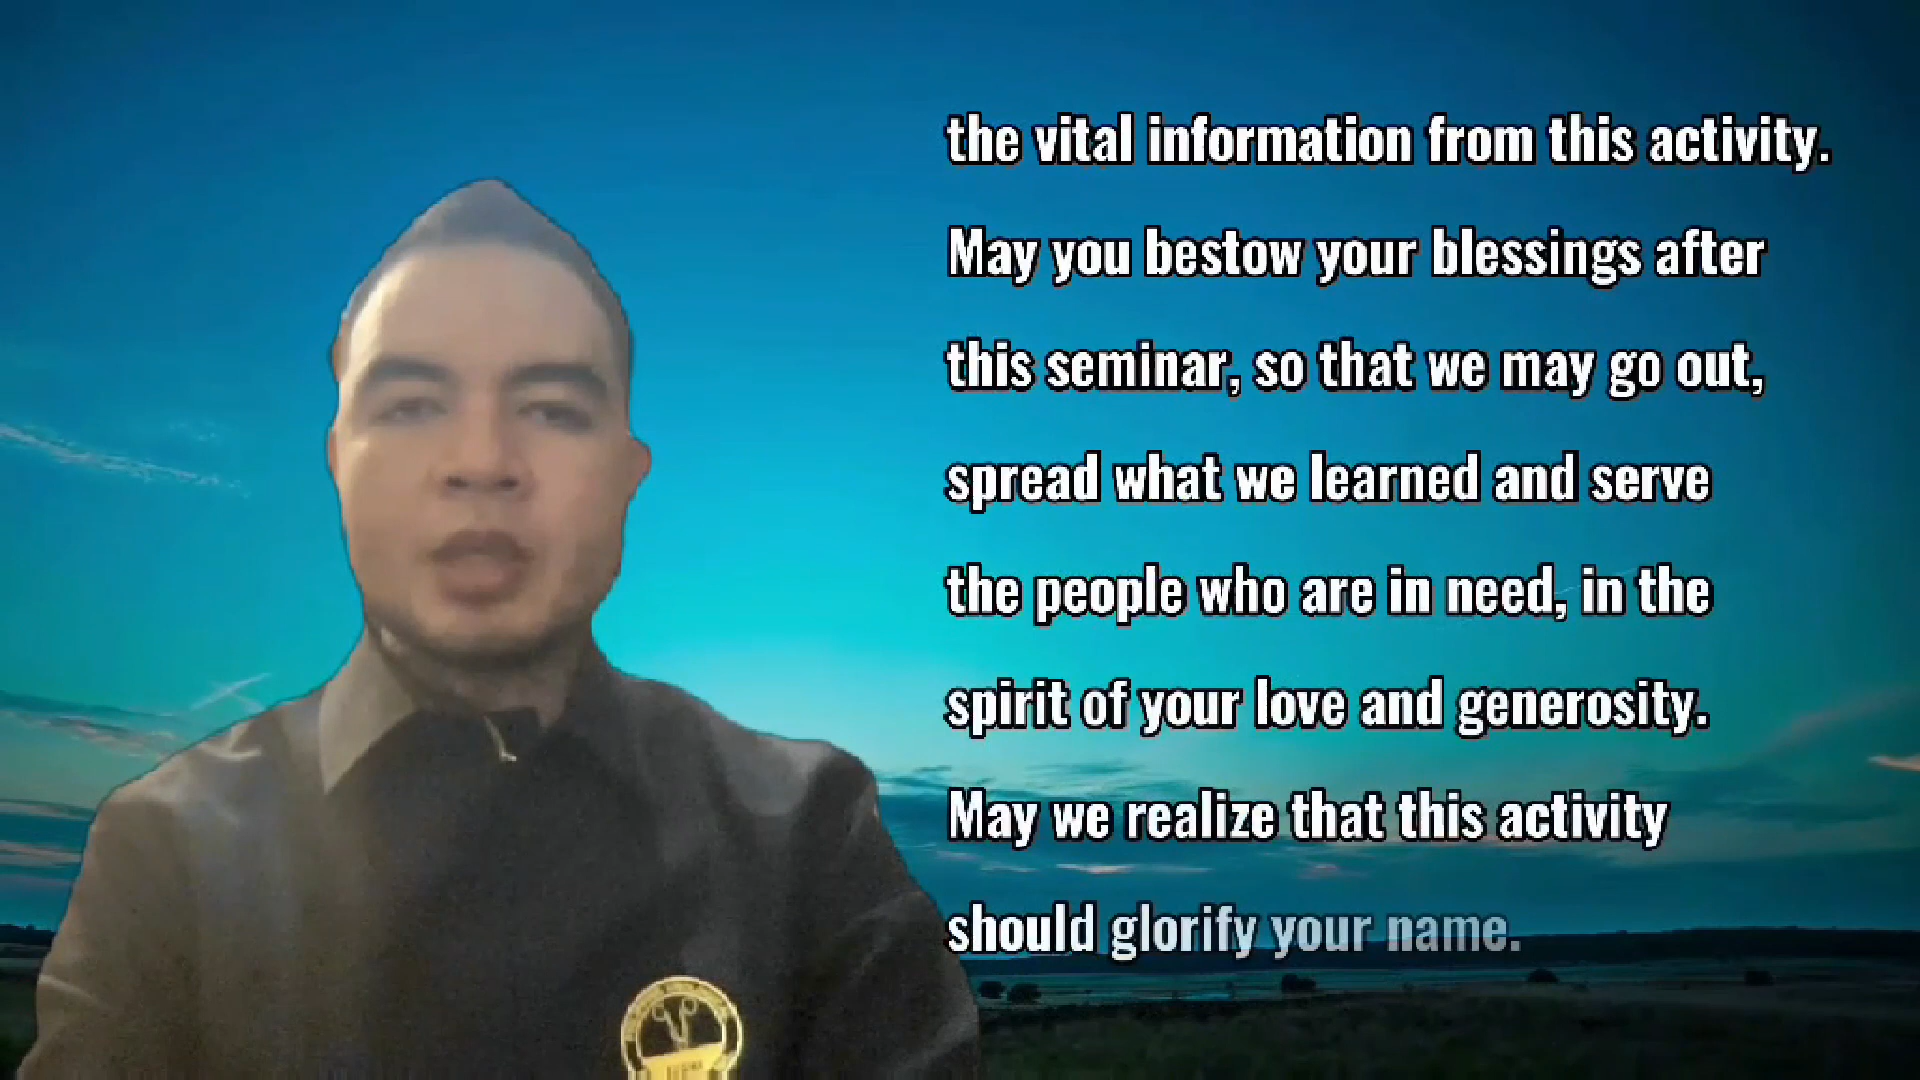 the vital information from this activity.
May you bestow your blessings after
this seminar, so that we may go out,
spread what we learned and serve
the people who are in need, in the
spirit of your love and generosity.
May we realize that this activity
should glorify your name.